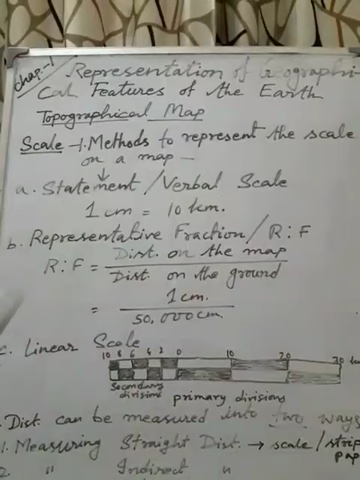 Chap-1 Representation of Geographi-
cal Features of the Earth
Topographical Map
Scale → 1. Methods to represent the scale
on a map -
a. Statement / Verbal Scale
1 cm = 10 km.
b. Representative Fraction / R:F
R:F = Dist. on the map
Dist. on the ground
= 1 cm.
50,000 cm.
c. Linear Scale
10 8 6 4 2 0 10 20 30 km
Secondary
divisions primary divisions
Dist. can be measured into two ways
1. Measuring Straight Dist. → scale / strip
pap
2. " Indirect "